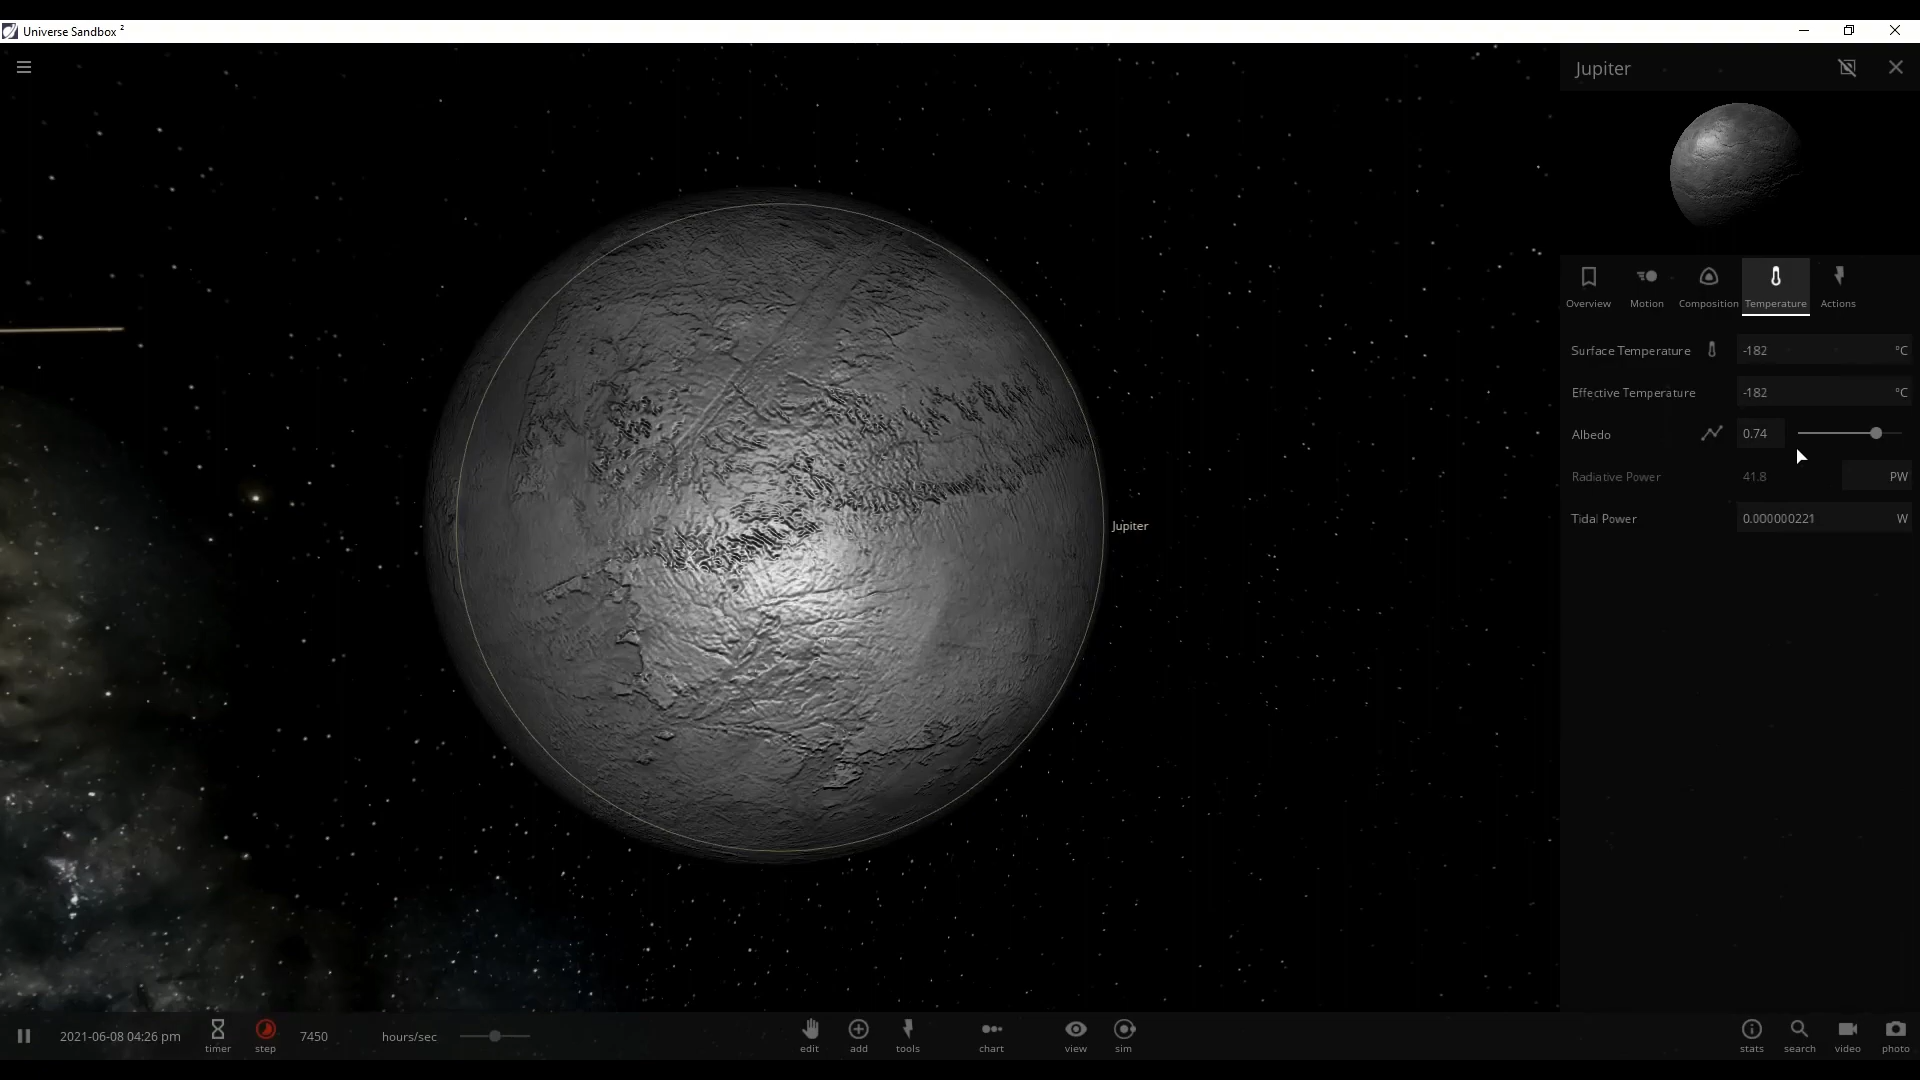 Universe Sandbox ²
Jupiter
Overview Motion Composition Temperature Actions
Surface Temperature -182 °C
Effective Temperature -182 °C
Albedo 0.74
Radiative Power 41.8 PW
Tidal Power 0.000000221 W
Jupiter
2021-06-08 04:26 pm timer step 7450 hours/sec edit add tools chart view sim stats search video photo